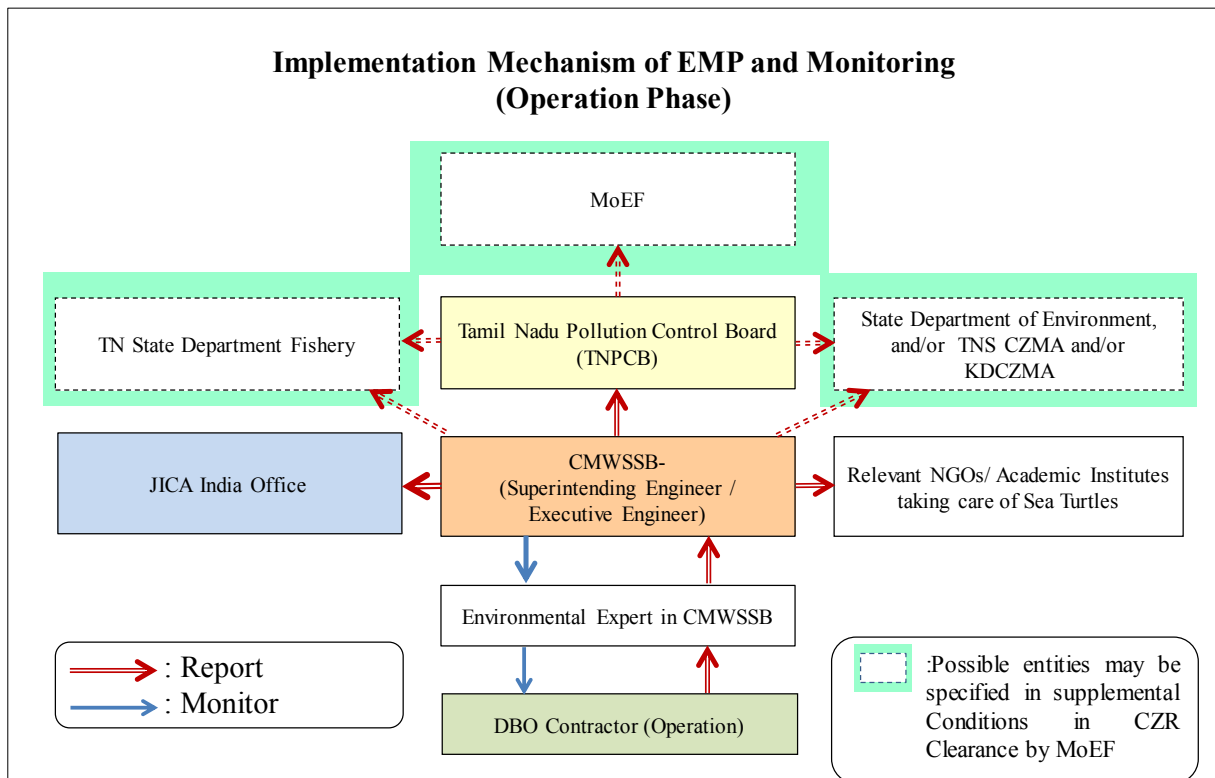 Implementation Mechanism of EMP and Monitoring
(Operation Phase)
MoEF
TN State Department Fishery
Tamil Nadu Pollution Control Board
(TNPCB)
State Department of Environment,
and/or TNS CZMA and/or
KDCZMA
JICA India Office
CMWSSB-
(Superintending Engineer /
Executive Engineer)
Relevant NGOs/ Academic Institutes
taking care of Sea Turtles
Environmental Expert in CMWSSB
DBO Contractor (Operation)
: Report
: Monitor
:Possible entities may be
specified in supplemental
Conditions in CZR
Clearance by MoEF